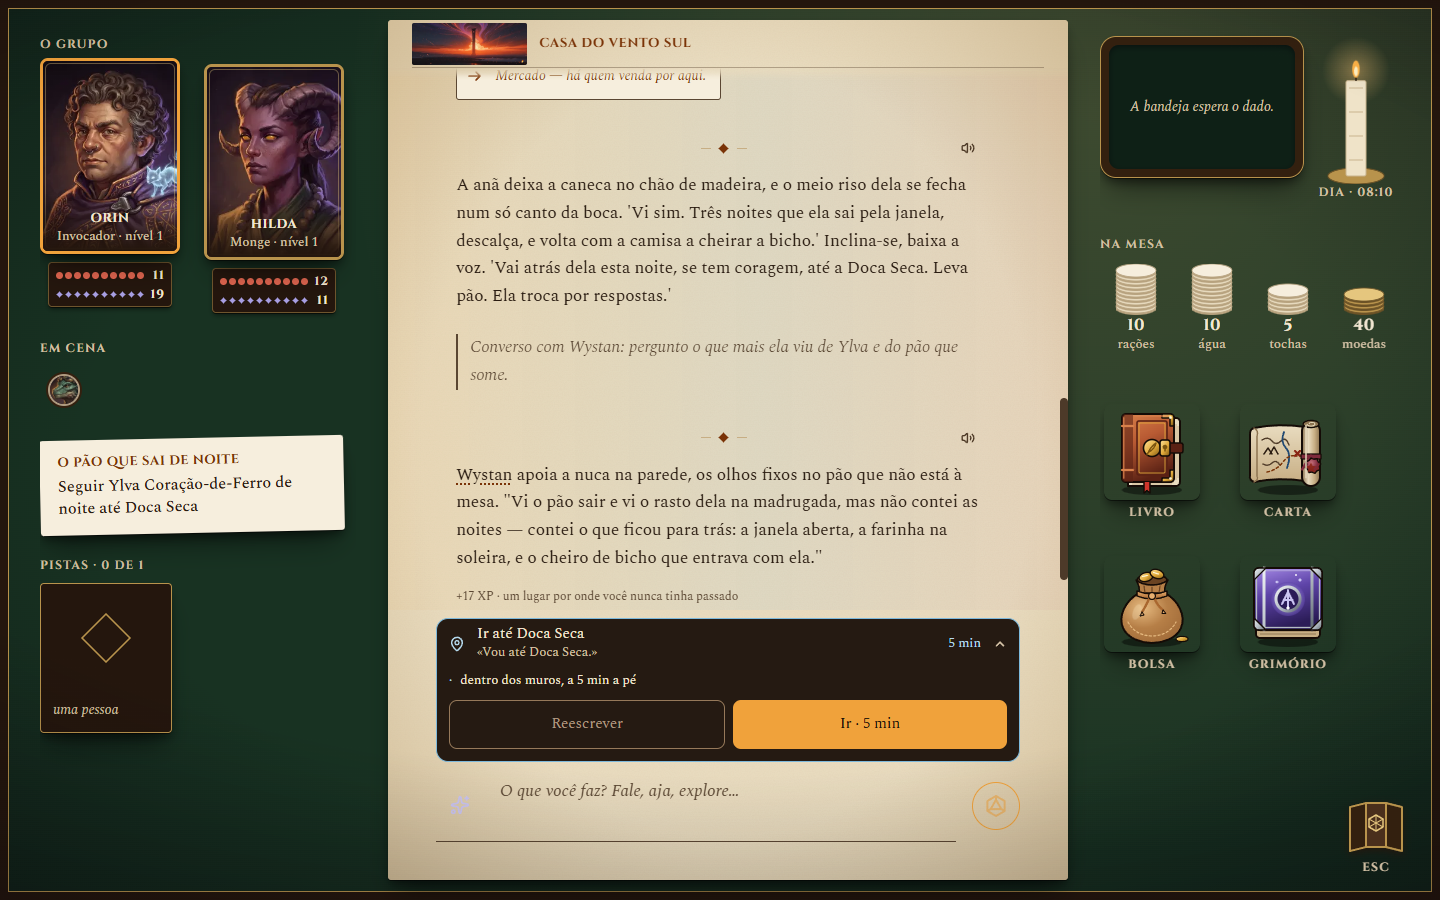 O GRUPO
ORIN
Invocador · nível 1
11
19
HILDA
Monge · nível 1
12
11
EM CENA
O PÃO QUE SAI DE NOITE
Seguir Ylva Coração-de-Ferro de
noite até Doca Seca
PISTAS · 0 DE 1
uma pessoa
CASA DO VENTO SUL
→ Mercado — há quem venda por aqui.
A anã deixa a caneca no chão de madeira, e o meio riso dela se fecha
num só canto da boca. 'Vi sim. Três noites que ela sai pela janela,
descalça, e volta com a camisa a cheirar a bicho.' Inclina-se, baixa a
voz. 'Vai atrás dela esta noite, se tem coragem, até a Doca Seca. Leva
pão. Ela troca por respostas.'
Converso com Wystan: pergunto o que mais ela viu de Ylva e do pão que
some.
Wystan apoia a nuca na parede, os olhos fixos no pão que não está à
mesa. "Vi o pão sair e vi o rasto dela na madrugada, mas não contei as
noites — contei o que ficou para trás: a janela aberta, a farinha na
soleira, e o cheiro de bicho que entrava com ela."
+17 XP · um lugar por onde você nunca tinha passado
Ir até Doca Seca
«Vou até Doca Seca.»
5 min
· dentro dos muros, a 5 min a pé
Reescrever
Ir · 5 min
O que você faz? Fale, aja, explore...
A bandeja espera o dado.
DIA · 08:10
NA MESA
10
rações
10
água
5
tochas
40
moedas
LIVRO
CARTA
BOLSA
GRIMÓRIO
ESC